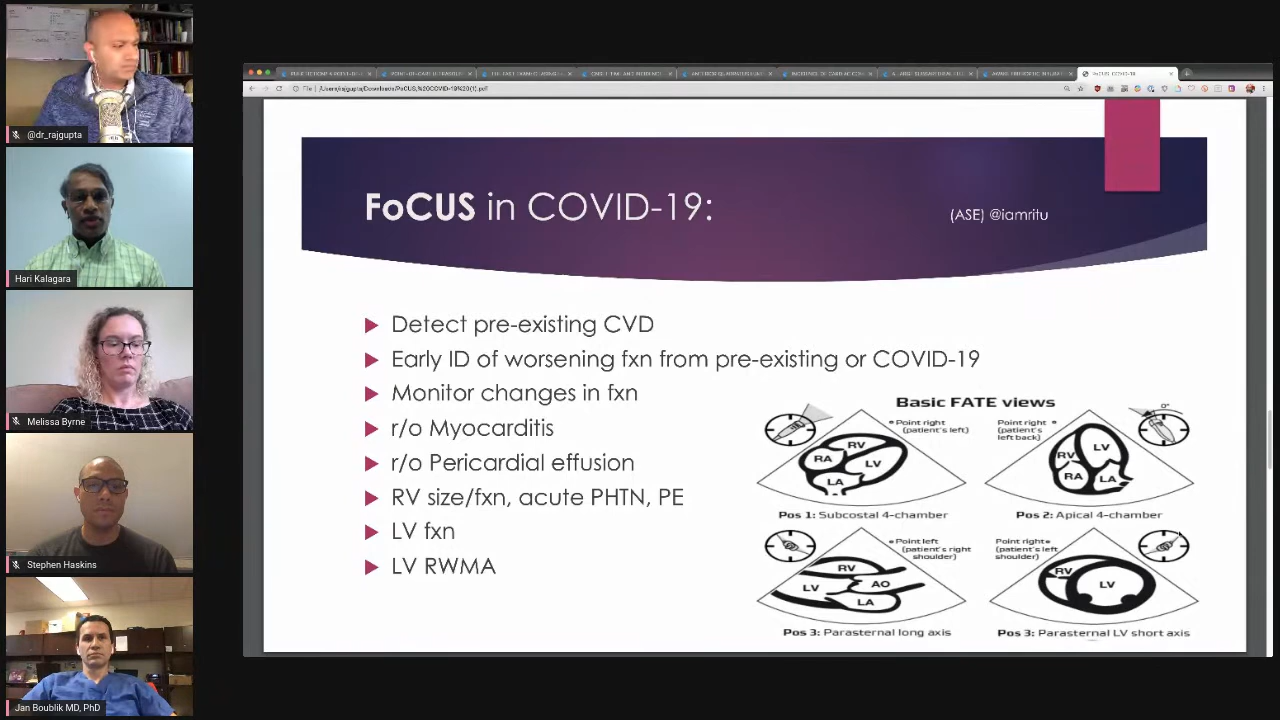 @dr_rajgupta
Hari Kalagara
Melissa Byrne
Stephen Haskins
Jan Boublik MD, PhD
FoCUS in COVID-19:
(ASE) @iamritu
Detect pre-existing CVD
Early ID of worsening fxn from pre-existing or COVID-19
Monitor changes in fxn
r/o Myocarditis
r/o Pericardial effusion
RV size/fxn, acute PHTN, PE
LV fxn
LV RWMA
Basic FATE views
Point right
(patient's left)
RV
RA
LV
LA
Pos 1: Subcostal 4-chamber
0°
Point right
(patient's
left back)
LV
RV
RA
LA
Pos 2: Apical 4-chamber
Point left
(patient's right
shoulder)
RV
LV
AO
LA
Pos 3: Parasternal long axis
Point right
(patient's left
shoulder)
RV
LV
Pos 3: Parasternal LV short axis